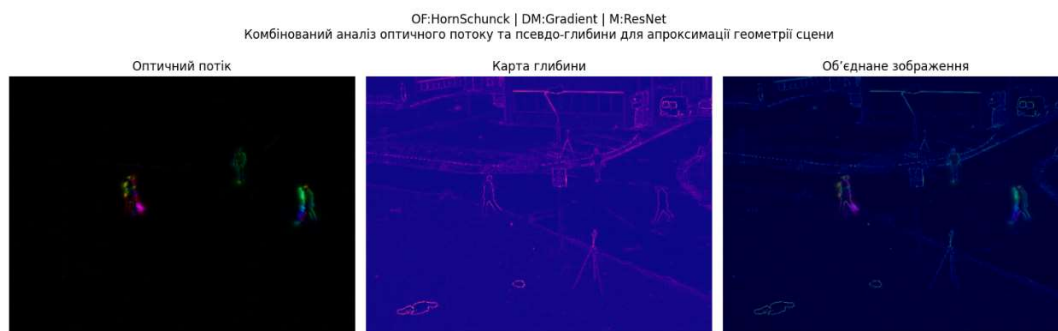 OF:HornSchunck | DM:Gradient | M:ResNet
Комбінований аналіз оптичного потоку та псевдо-глибини для апроксимації геометрії сцени
Оптичний потік
Карта глибини
Об’єднане зображення